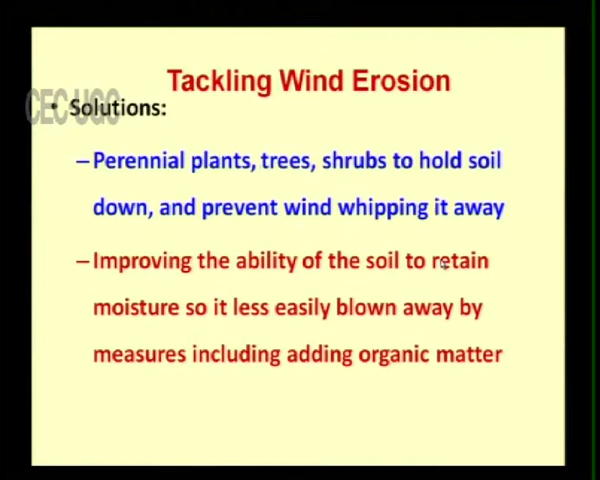 Tackling Wind Erosion
CEC UGC
• Solutions:
–Perennial plants, trees, shrubs to hold soil
down, and prevent wind whipping it away
–Improving the ability of the soil to retain
moisture so it less easily blown away by
measures including adding organic matter